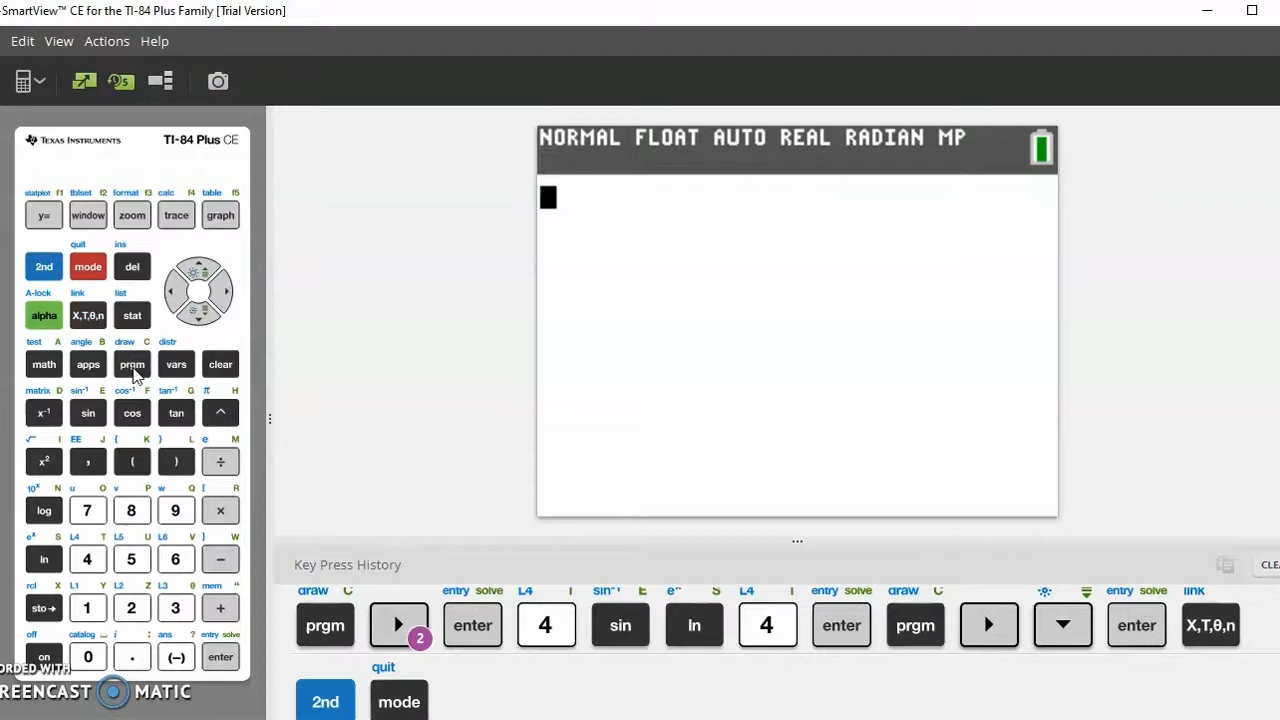 -SmartView™ CE for the TI-84 Plus Family [Trial Version]
Edit View Actions Help
TEXAS INSTRUMENTS TI-84 Plus CE
statplot f1 tblset f2 format f3 calc f4 table f5
y= window zoom trace graph
quit ins
2nd mode del
A-lock link list
alpha X,T,θ,n stat
test A angle B draw C distr
math apps prgm vars clear
matrix D sin⁻¹ E cos⁻¹ F tan⁻¹ G π H
x⁻¹ sin cos tan ^
√ I EE J { K } L e M
x² , ( ) ÷
10ˣ N u O v P w Q [ R
log 7 8 9 ×
eˣ S L4 T L5 U L6 V ] W
ln 4 5 6 −
rcl X L1 Y L2 Z L3 θ mem "
sto→ 1 2 3 +
off catalog i : ans ? entry solve
on 0 . (−) enter
NORMAL FLOAT AUTO REAL RADIAN MP
Key Press History
CLEA
draw C entry solve L4 T sin⁻¹ E eˣ S L4 T entry solve draw C entry solve link
prgm 2 enter 4 sin ln 4 enter prgm enter X,T,θ,n
quit
2nd mode
ORDED WITH
REENCAST MATIC